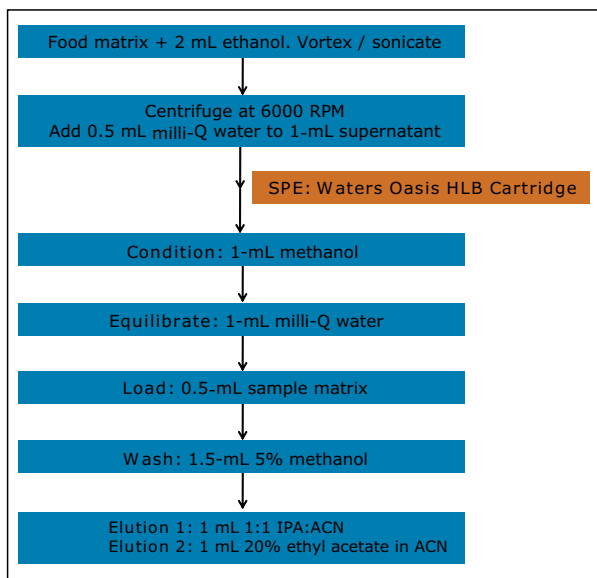 Food matrix + 2 mL ethanol. Vortex / sonicate
Centrifuge at 6000 RPM
Add 0.5 mL milli-Q water to 1-mL supernatant
SPE: Waters Oasis HLB Cartridge
Condition: 1-mL methanol
Equilibrate: 1-mL milli-Q water
Load: 0.5-mL sample matrix
Wash: 1.5-mL 5% methanol
Elution 1: 1 mL 1:1 IPA:ACN
Elution 2: 1 mL 20% ethyl acetate in ACN